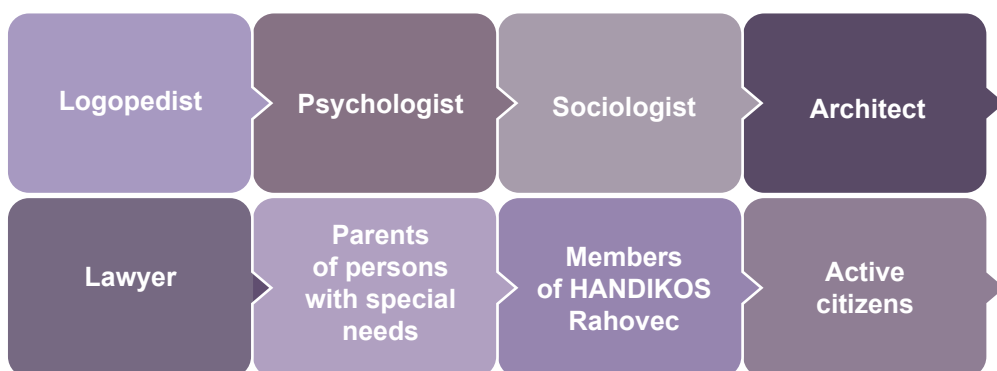 Logopedist
Psychologist
Sociologist
Architect
Lawyer
Parents
of persons
with special
needs
Members
of HANDIKOS
Rahovec
Active
citizens